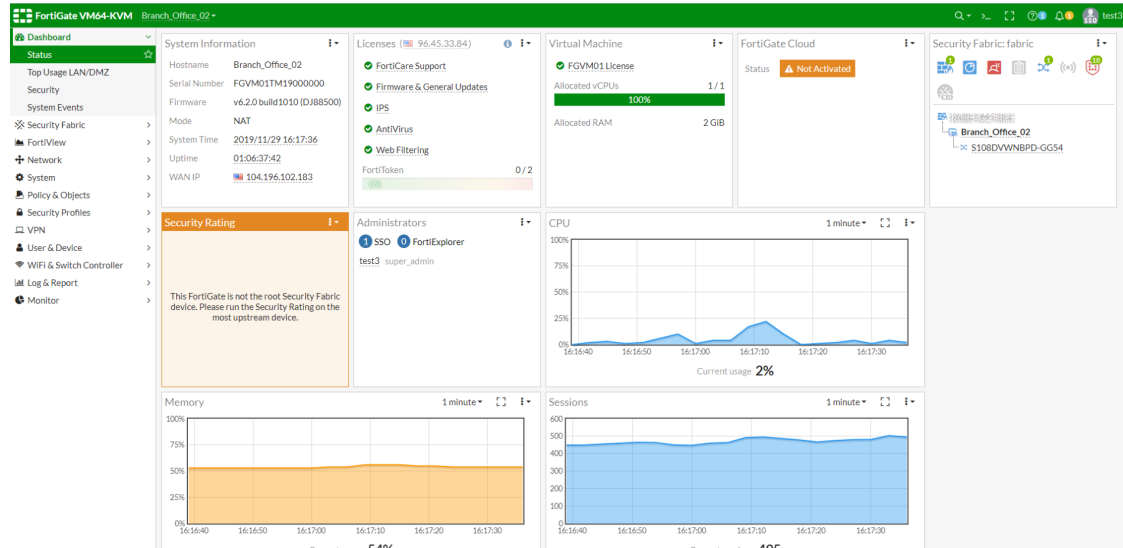 FortiGate VM64-KVM Branch_Office_02
1 1 SSO test3
Dashboard
Status
Top Usage LAN/DMZ
Security
System Events
Security Fabric
FortiView
Network
System
Policy & Objects
Security Profiles
VPN
User & Device
WiFi & Switch Controller
Log & Report
Monitor
System Information
Hostname Branch_Office_02
Serial Number FGVM01TM19000000
Firmware v6.2.0 build1010 (DJ88500)
Mode NAT
System Time 2019/11/29 16:17:36
Uptime 01:06:37:42
WAN IP 104.196.102.183
Licenses (96.45.33.84)
FortiCare Support
Firmware & General Updates
IPS
AntiVirus
Web Filtering
FortiToken 0/2
Virtual Machine
FGVM01 License
Allocated vCPUs 1/1
100%
Allocated RAM 2 GiB
FortiGate Cloud
Status Not Activated
Security Fabric: fabric
1 2 18
Branch_Office_02
S108DVWNBPD-GG54
Security Rating
This FortiGate is not the root Security Fabric
device. Please run the Security Rating on the
most upstream device.
Administrators
1 SSO 0 FortiExplorer
test3 super_admin
CPU 1 minute
100%
75%
50%
25%
0%
16:16:40 16:16:50 16:17:00 16:17:10 16:17:20 16:17:30
Current usage 2%
Memory 1 minute
100%
75%
50%
25%
0%
16:16:40 16:16:50 16:17:00 16:17:10 16:17:20 16:17:30
54%
Sessions 1 minute
600
500
400
300
200
100
0
16:16:40 16:16:50 16:17:00 16:17:10 16:17:20 16:17:30
495